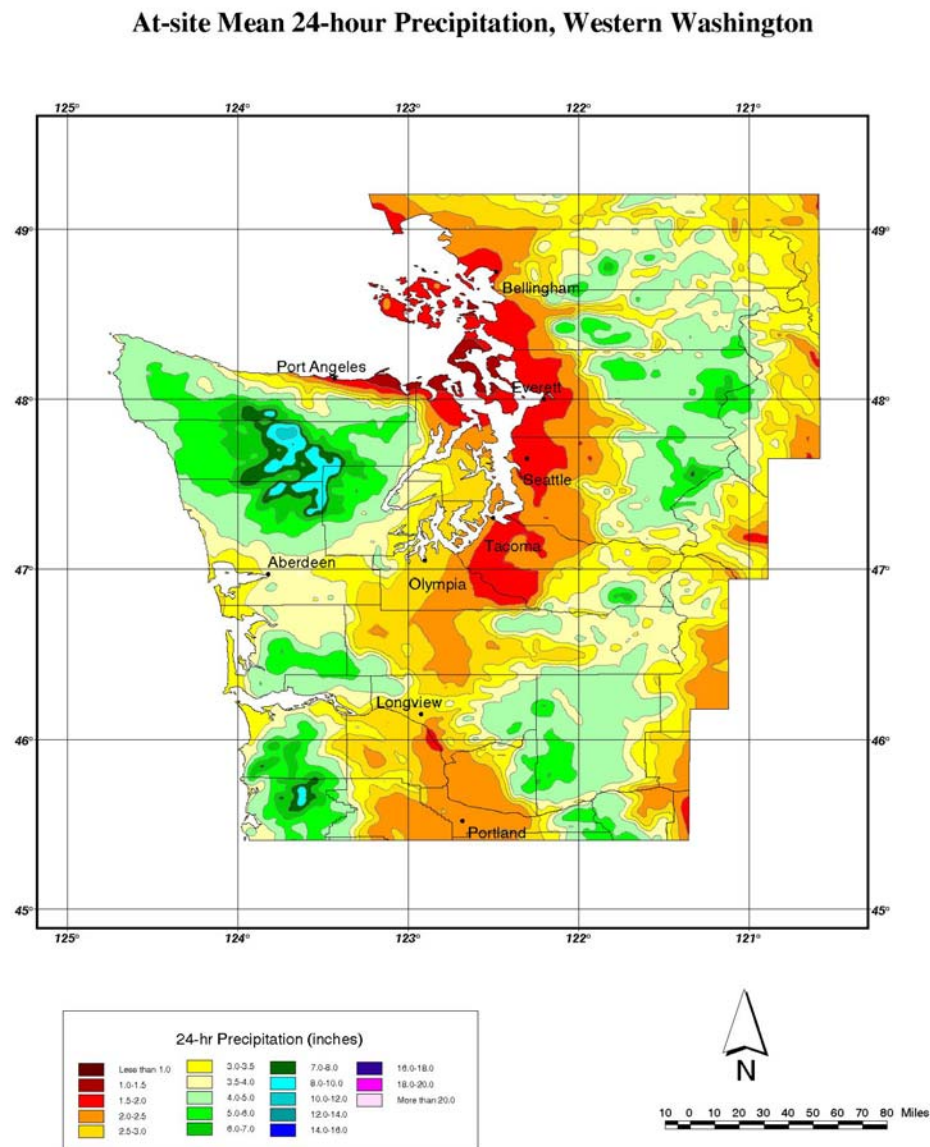 At-site Mean 24-hour Precipitation, Western Washington
125° 124° 123° 122° 121°
49° 49°
Bellingham
Port Angeles
Everett
48° 48°
Seattle
Tacoma
Aberdeen
47° 47°
Olympia
Longview
46° 46°
Portland
45° 45°
125° 124° 123° 122° 121°
24-hr Precipitation (inches)
Less than 1.0 3.0-3.5 7.0-8.0 16.0-18.0
1.0-1.5 3.5-4.0 8.0-10.0 18.0-20.0
1.5-2.0 4.0-5.0 10.0-12.0 More than 20.0
2.0-2.5 5.0-6.0 12.0-14.0
2.5-3.0 6.0-7.0 14.0-16.0
N
10 0 10 20 30 40 50 60 70 80 Miles